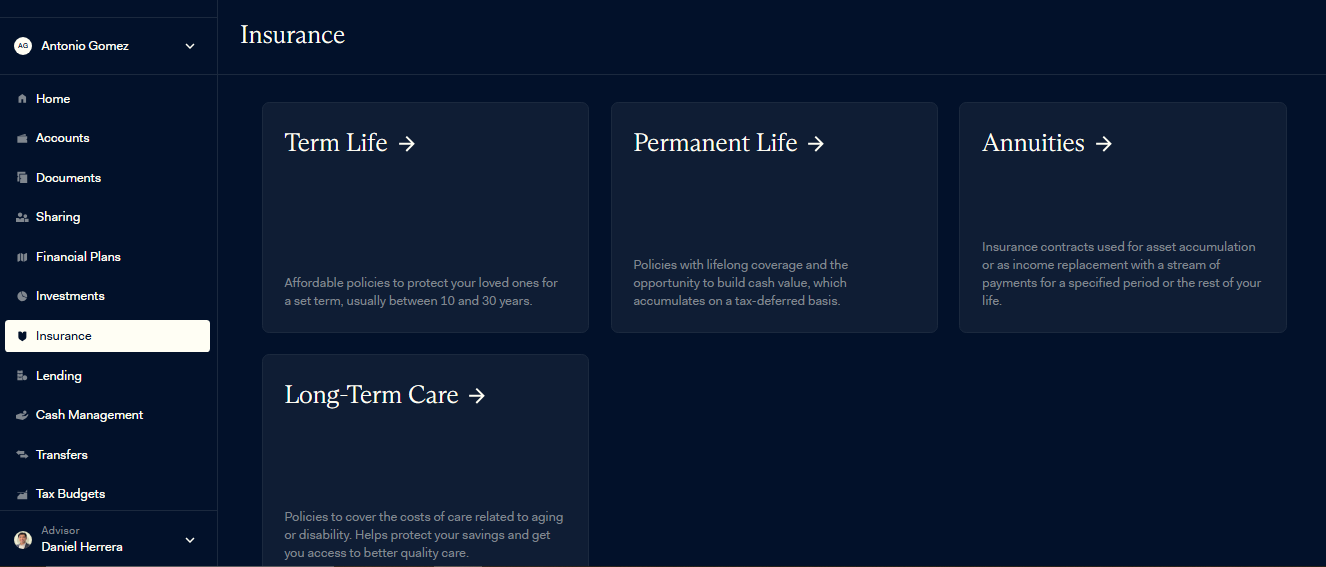 AG
Antonio Gomez
Home
Accounts
Documents
Sharing
Financial Plans
Investments
Insurance
Lending
Cash Management
Transfers
Tax Budgets
Advisor
Daniel Herrera
Insurance
Term Life →
Affordable policies to protect your loved ones for
a set term, usually between 10 and 30 years.
Permanent Life →
Policies with lifelong coverage and the
opportunity to build cash value, which
accumulates on a tax-deferred basis.
Annuities →
Insurance contracts used for asset accumulation
or as income replacement with a stream of
payments for a specified period or the rest of your
life.
Long-Term Care →
Policies to cover the costs of care related to aging
or disability. Helps protect your savings and get
you access to better quality care.